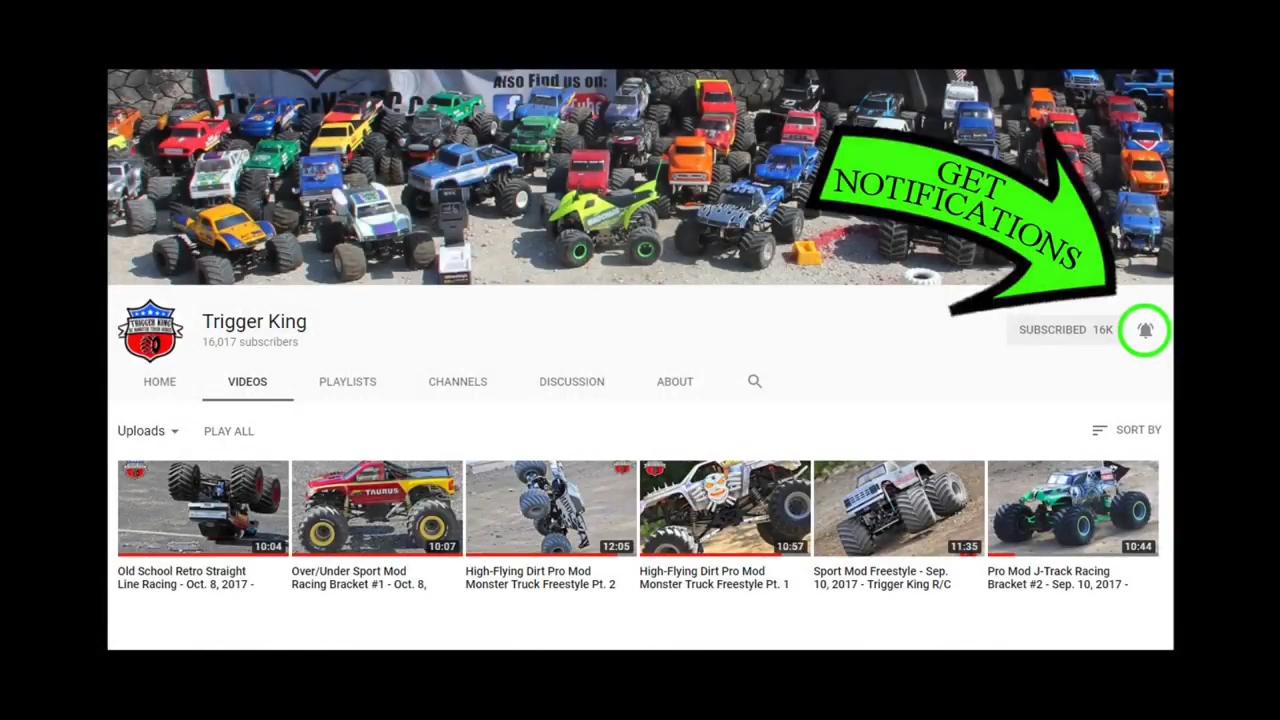 Also Find us on:
GET
NOTIFICATIONS
TRIGGER KING
Trigger King
16,017 subscribers
SUBSCRIBED 16K
HOME VIDEOS PLAYLISTS CHANNELS DISCUSSION ABOUT
Uploads PLAY ALL SORT BY
TAURUS
10:04 10:07 12:05 10:57 11:35 10:44
Old School Retro Straight
Line Racing - Oct. 8, 2017 -
Over/Under Sport Mod
Racing Bracket #1 - Oct. 8,
High-Flying Dirt Pro Mod
Monster Truck Freestyle Pt. 2
High-Flying Dirt Pro Mod
Monster Truck Freestyle Pt. 1
Sport Mod Freestyle - Sep.
10, 2017 - Trigger King R/C
Pro Mod J-Track Racing
Bracket #2 - Sep. 10, 2017 -